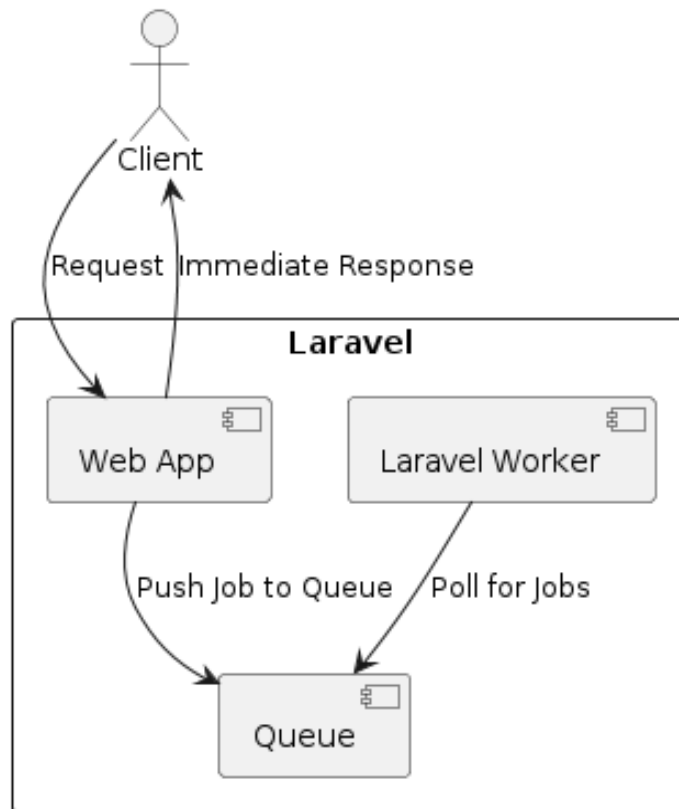 Client
Request
Immediate Response
Laravel
Web App
Laravel Worker
Push Job to Queue
Poll for Jobs
Queue